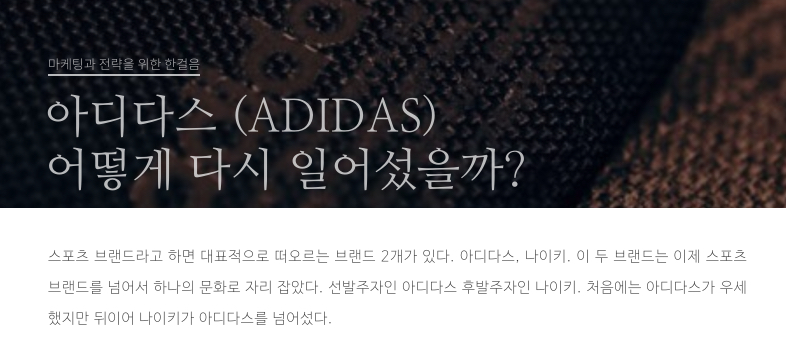 마케팅과 전략을 위한 한걸음
아디다스 (ADIDAS)
어떻게 다시 일어섰을까?
스포츠 브랜드라고 하면 대표적으로 떠오르는 브랜드 2개가 있다. 아디다스, 나이키. 이 두 브랜드는 이제 스포츠
브랜드를 넘어서 하나의 문화로 자리 잡았다. 선발주자인 아디다스 후발주자인 나이키. 처음에는 아디다스가 우세
했지만 뒤이어 나이키가 아디다스를 넘어섰다.